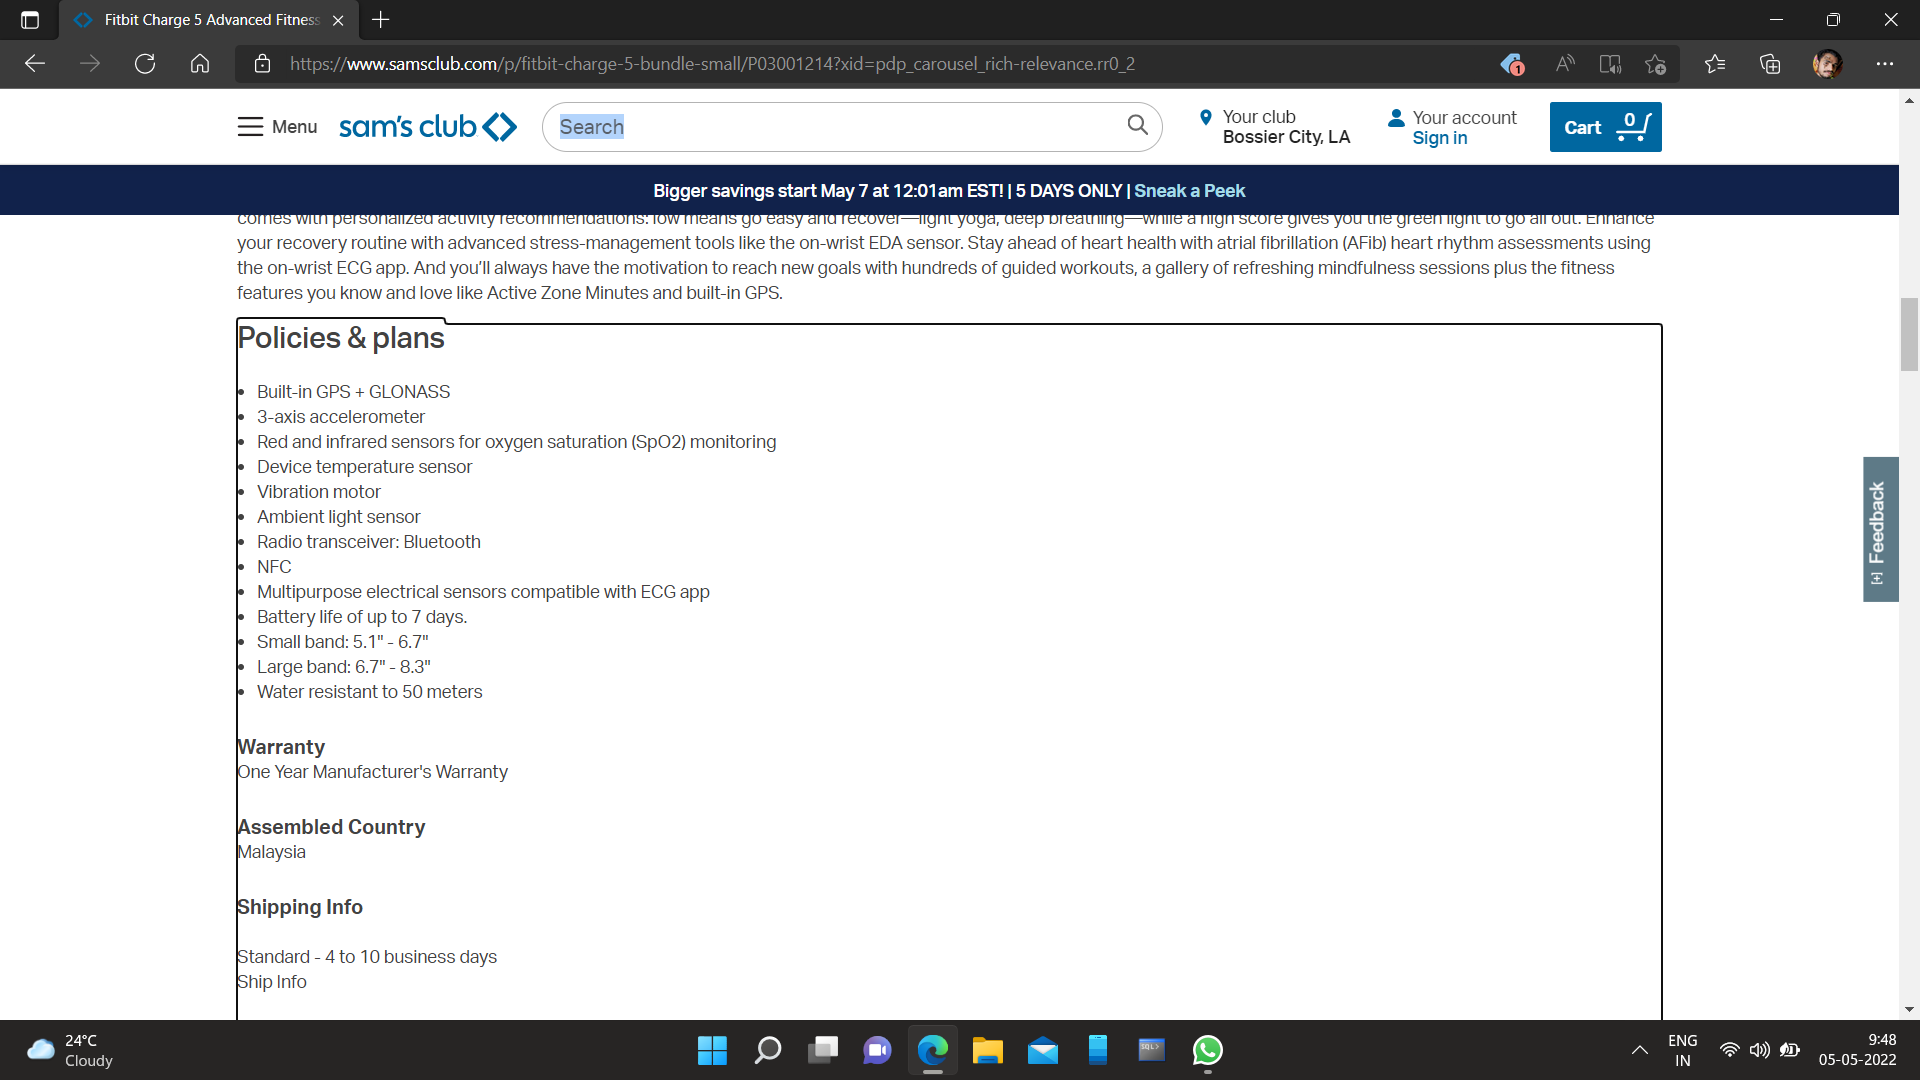 Fitbit Charge 5 Advanced Fitness
https://www.samsclub.com/p/fitbit-charge-5-bundle-small/P03001214?xid=pdp_carousel_rich-relevance.rr0_2
1
Menu
sam's club
Search
Your club
Bossier City, LA
Your account
Sign in
Cart
0
Bigger savings start May 7 at 12:01am EST! | 5 DAYS ONLY | Sneak a Peek
comes with personalized activity recommendations: low means go easy and recover—light yoga, deep breathing—while a high score gives you the green light to go all out. Enhance
your recovery routine with advanced stress-management tools like the on-wrist EDA sensor. Stay ahead of heart health with atrial fibrillation (AFib) heart rhythm assessments using
the on-wrist ECG app. And you’ll always have the motivation to reach new goals with hundreds of guided workouts, a gallery of refreshing mindfulness sessions plus the fitness
features you know and love like Active Zone Minutes and built-in GPS.
Policies & plans
• Built-in GPS + GLONASS
• 3-axis accelerometer
• Red and infrared sensors for oxygen saturation (SpO2) monitoring
• Device temperature sensor
• Vibration motor
• Ambient light sensor
• Radio transceiver: Bluetooth
• NFC
• Multipurpose electrical sensors compatible with ECG app
• Battery life of up to 7 days.
• Small band: 5.1" - 6.7"
• Large band: 6.7" - 8.3"
• Water resistant to 50 meters
Warranty
One Year Manufacturer's Warranty
Assembled Country
Malaysia
Shipping Info
Standard - 4 to 10 business days
Ship Info
[+] Feedback
24°C
Cloudy
SQL>
ENG
IN
9:48
05-05-2022